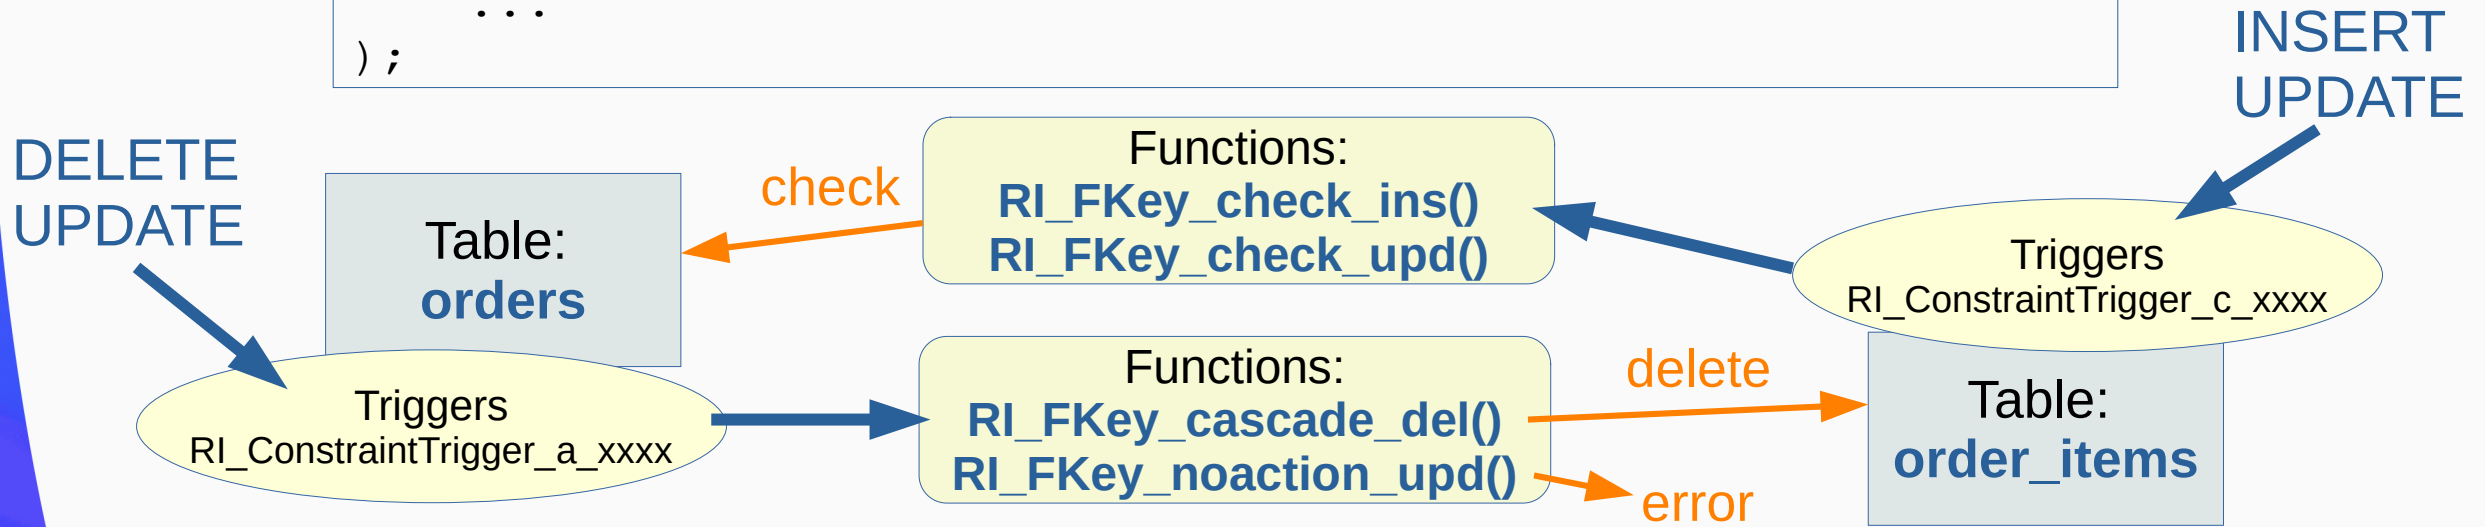 ...
);
INSERT
UPDATE
DELETE
UPDATE
Table:
orders
check
Functions:
RI_FKey_check_ins()
RI_FKey_check_upd()
Triggers
RI_ConstraintTrigger_c_xxxx
Triggers
RI_ConstraintTrigger_a_xxxx
Functions:
RI_FKey_cascade_del()
RI_FKey_noaction_upd()
delete
error
Table:
order_items